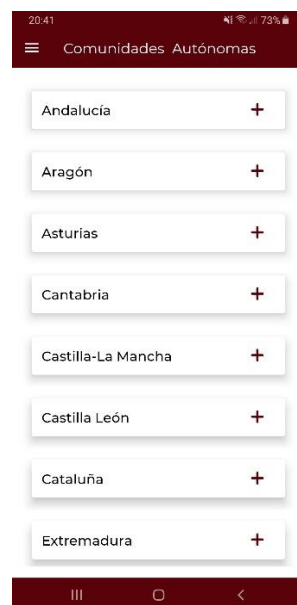 20:41 73%
Comunidades Autónomas
Andalucía +
Aragón +
Asturias +
Cantabria +
Castilla-La Mancha +
Castilla León +
Cataluña +
Extremadura +